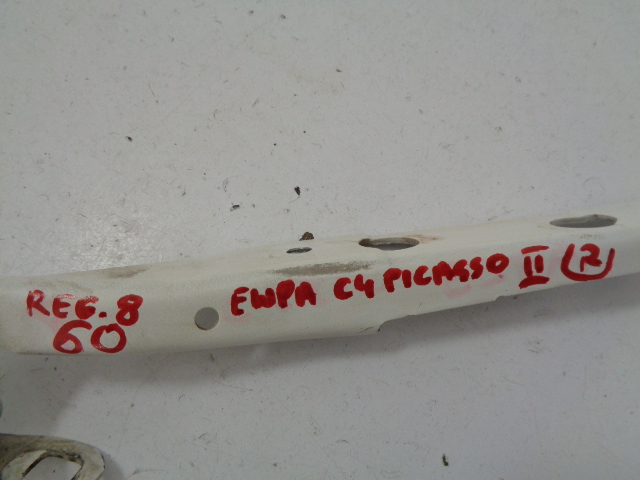 REG. 8
60
EWPA C4 PICASSO II (R)